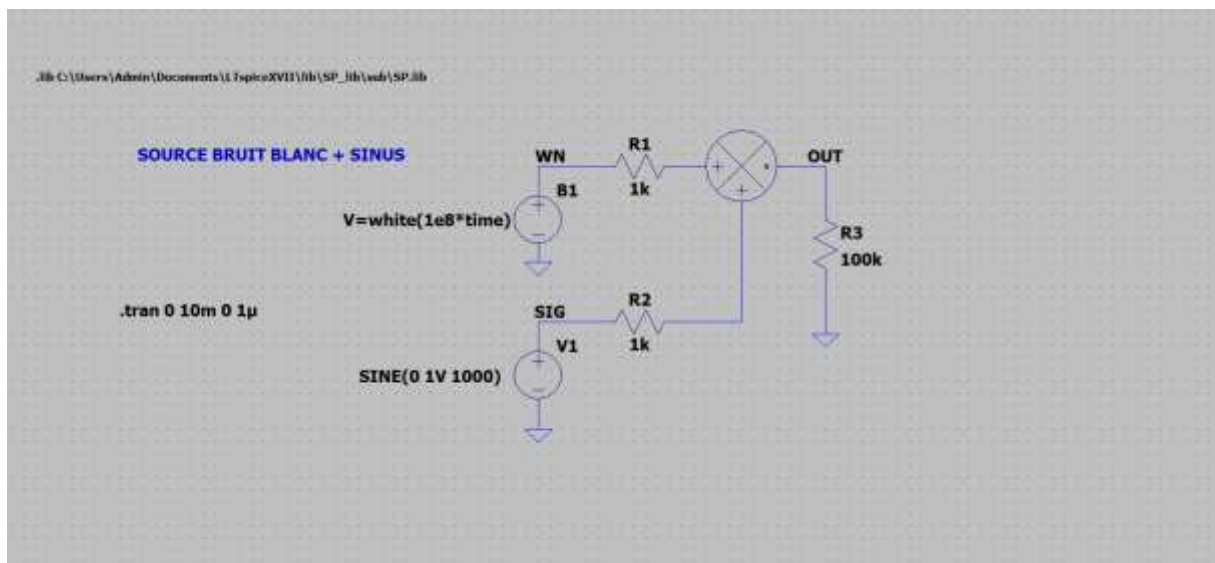 .lib C:\Users\Admin\Documents\LTspiceXVII\lib\SP_lib\sub\SP.lib
SOURCE BRUIT BLANC + SINUS
WN
R1
1k
OUT
B1
V=white(1e8*time)
R3
100k
.tran 0 10m 0 1µ
SIG
R2
1k
V1
SINE(0 1V 1000)